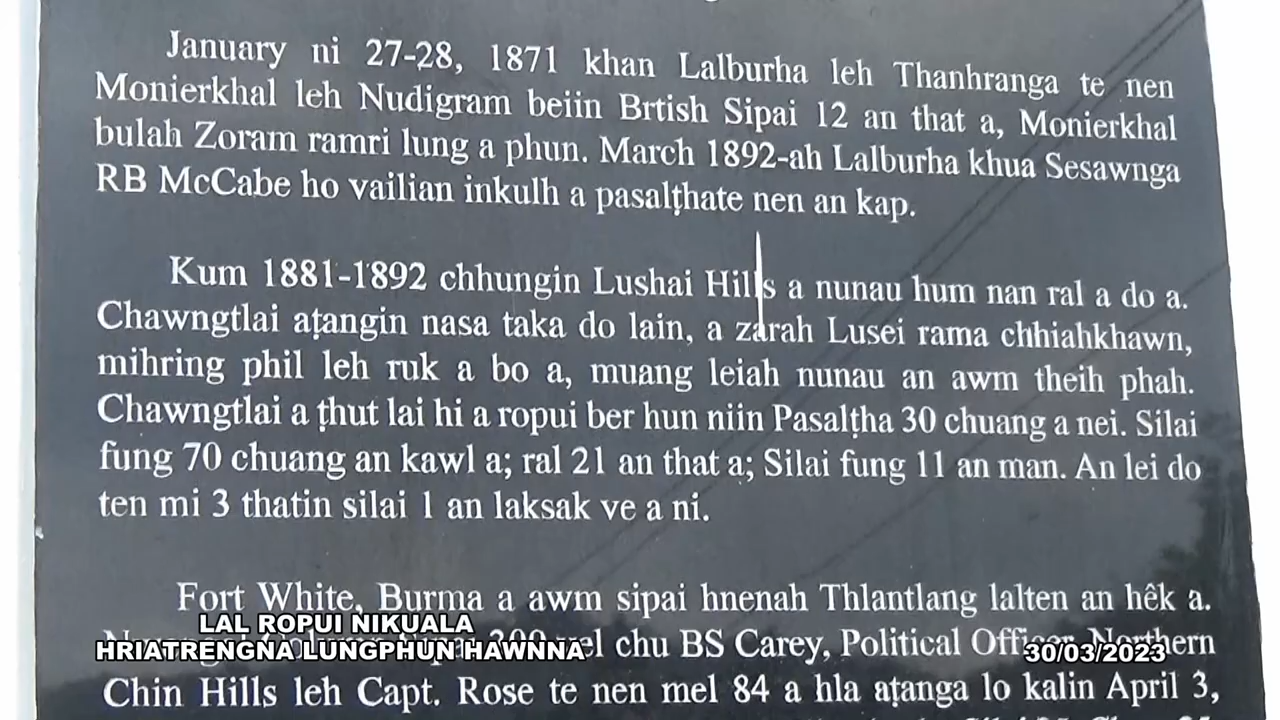 January ni 27-28, 1871 khan Lalburha leh Thanhranga te nen
Monierkhal leh Nudigram beiin Brtish Sipai 12 an that a, Monierkhal
bulah Zoram ramri lung a phun. March 1892-ah Lalburha khua Sesawnga
RB McCabe ho vailian inkulh a pasalṭhate nen an kap.
Kum 1881-1892 chhungin Lushai Hills a nunau hum nan ral a do a.
Chawngtlai aṭangin nasa taka do lain, a zarah Lusei rama chhiahkhawn,
mihring phil leh ruk a bo a, muang leiah nunau an awm theih phah.
Chawngtlai a ṭhut lai hi a ropui ber hun niin Pasalṭha 30 chuang a nei. Silai
fung 70 chuang an kawl a; ral 21 an that a; Silai fung 11 an man. An lei do
ten mi 3 thatin silai 1 an laksak ve a ni.
Fort White, Burma a awm sipai hnenah Thlantlang lalten an hêk a.
LAL ROPUI NIKUALA
chu BS Carey, Political Officer, Northern
HRIATRENGNA LUNGPHUN HAWNNA
30/03/2023
Chin Hills leh Capt. Rose te nen mel 84 a hla aṭanga lo kalin April 3,